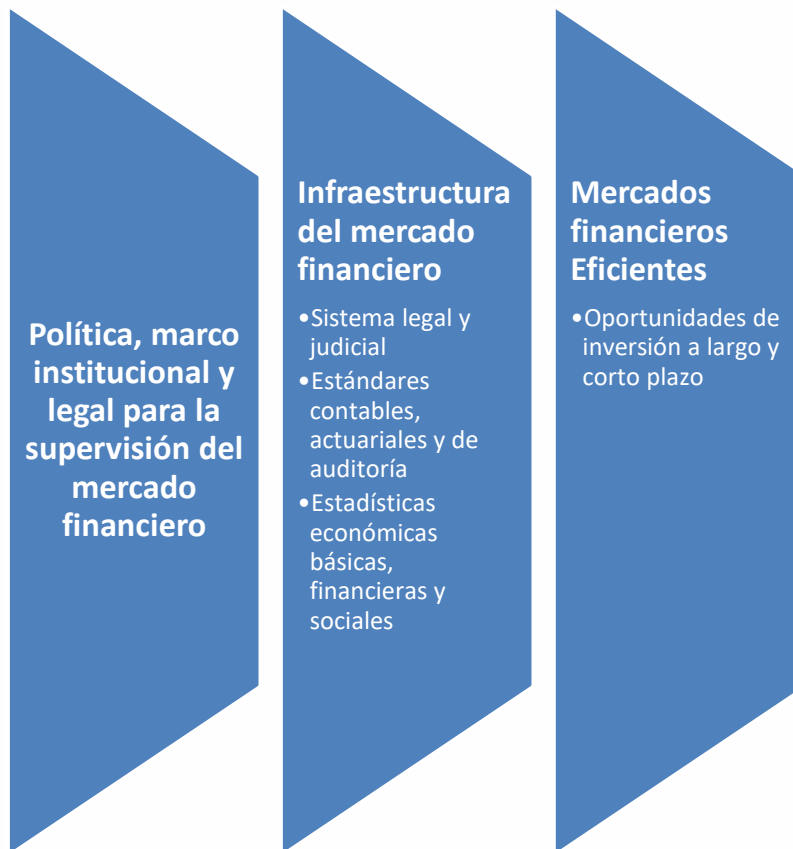 Política, marco
institucional y
legal para la
supervisión del
mercado
financiero
Infraestructura
del mercado
financiero
•Sistema legal y
judicial
•Estándares
contables,
actuariales y de
auditoría
•Estadísticas
económicas
básicas,
financieras y
sociales
Mercados
financieros
Eficientes
•Oportunidades de
inversión a largo y
corto plazo